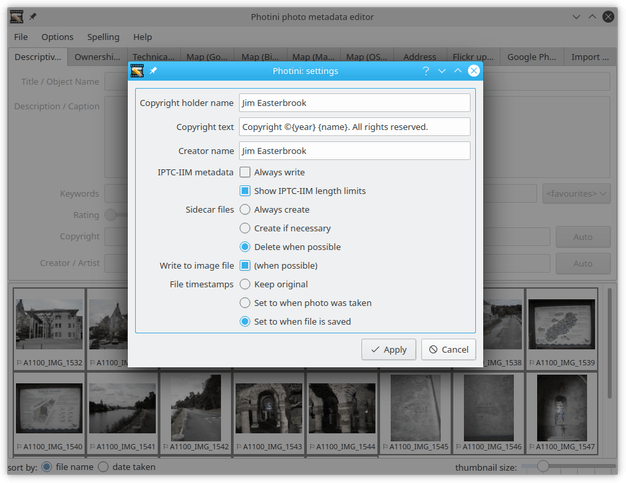 Photini photo metadata editor
File Options Spelling Help
Descriptiv... Ownershi... Technica... Map (Go... Map (Bi... Map (Ma... Map (OS... Address Flickr up... Google Ph... Import ...
Photini: settings
Title / Object Name
Description / Caption
Keywords
<favourites>
Rating
Copyright
Auto
Creator / Artist
Auto
Copyright holder name Jim Easterbrook
Copyright text Copyright ©{year} {name}. All rights reserved.
Creator name Jim Easterbrook
IPTC-IIM metadata Always write
Show IPTC-IIM length limits
Sidecar files Always create
Create if necessary
Delete when possible
Write to image file (when possible)
File timestamps Keep original
Set to when photo was taken
Set to when file is saved
Apply Cancel
A1100_IMG_1532 A1100_IMG_1539
A1100_IMG_1540 A1100_IMG_1541 A1100_IMG_1542 A1100_IMG_1543 A1100_IMG_1544 A1100_IMG_1545 A1100_IMG_1546 A1100_IMG_1547
sort by: file name date taken thumbnail size: